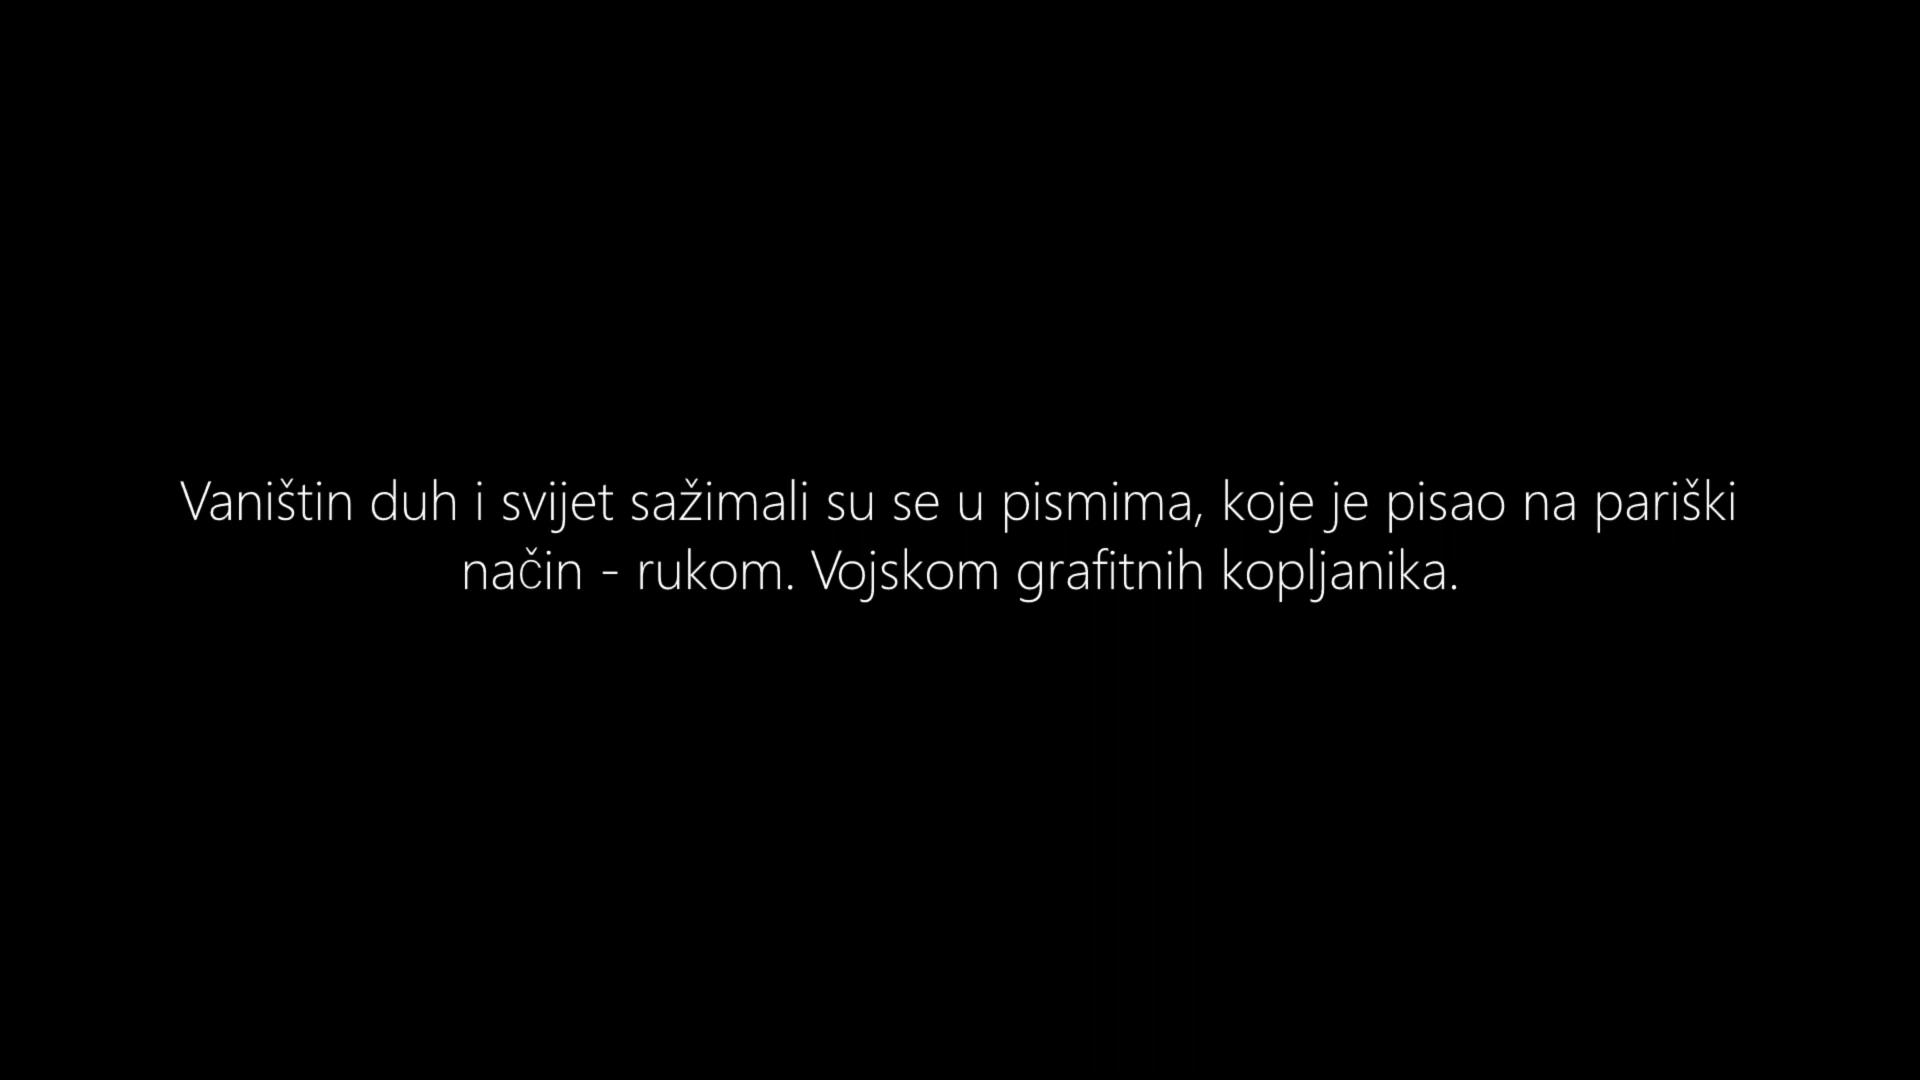 Vaništin duh i svijet sažimali su se u pismima, koje je pisao na pariški
način - rukom. Vojskom grafitnih kopljanika.